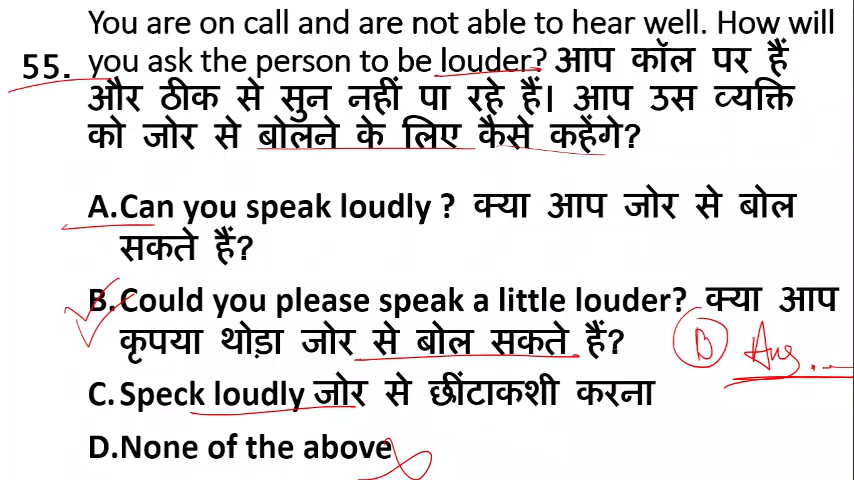 You are on call and are not able to hear well. How will
55. you ask the person to be louder? आप कॉल पर हैं
और ठीक से सुन नहीं पा रहे हैं। आप उस व्यक्ति
को जोर से बोलने के लिए कैसे कहेंगे?
A.Can you speak loudly ? क्या आप जोर से बोल
सकते हैं?
B.Could you please speak a little louder? क्या आप
कृपया थोड़ा जोर से बोल सकते हैं?
B Ans...
C.Speck loudly जोर से छींटाकशी करना
D.None of the above